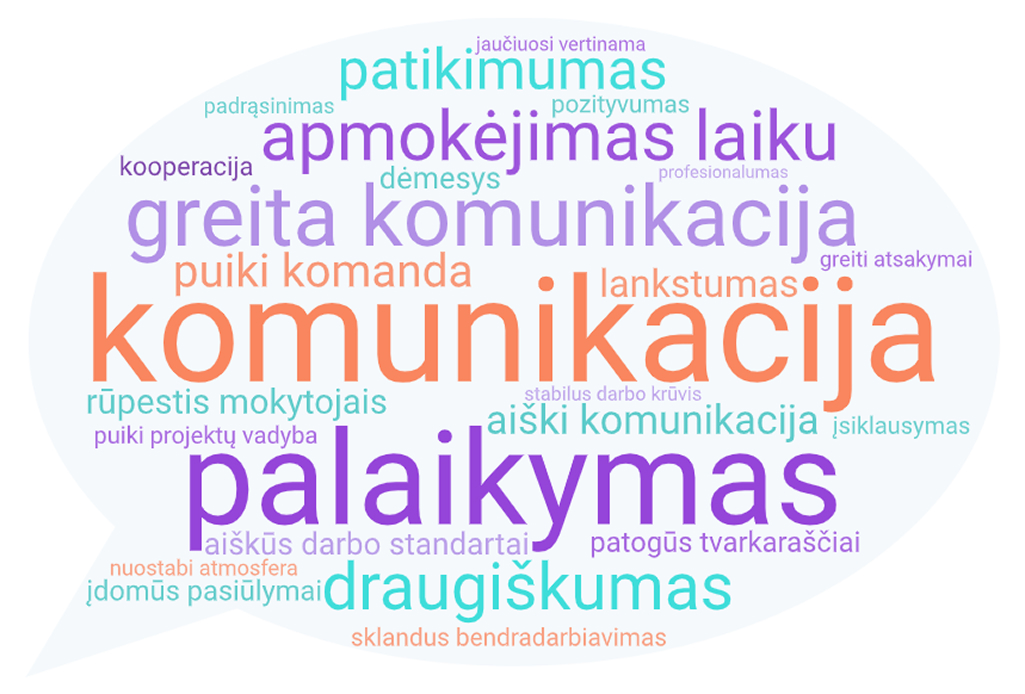 jaučiuosi vertinama
patikimumas
padrąsinimas
pozityvumas
apmokėjimas laiku
kooperacija
dėmesys
profesionalumas
greita komunikacija
greiti atsakymai
puiki komanda
lankstumas
komunikacija
rūpestis mokytojais
stabilus darbo krūvis
aiški komunikacija
įsiklausymas
puiki projektų vadyba
palaikymas
aiškūs darbo standartai
patogūs tvarkaraščiai
nuostabi atmosfera
įdomūs pasiūlymai
draugiškumas
sklandus bendradarbiavimas